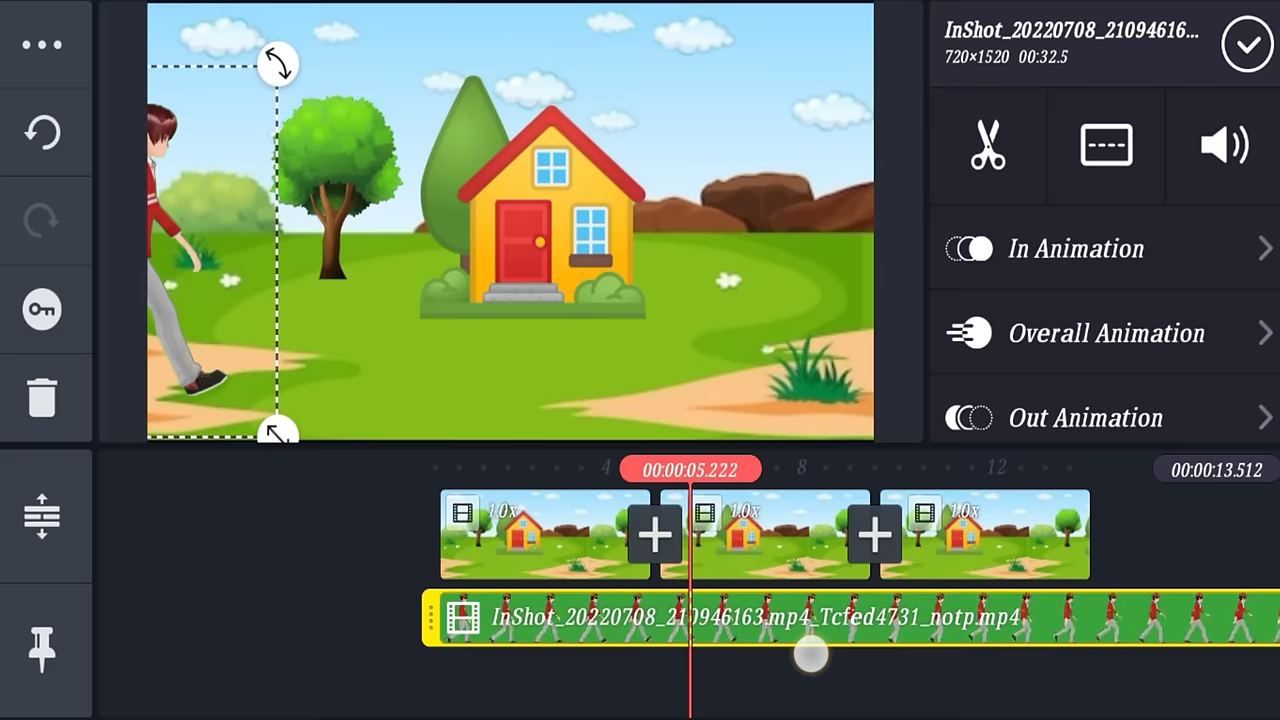 InShot_20220708_21094616...
720×1520 00:32.5
In Animation
Overall Animation
Out Animation
4
00:00:05.222
8
12
00:00:13.512
1.0x
1.0x
1.0x
InShot_20220708_210946163.mp4_Tcfed4731_notp.mp4